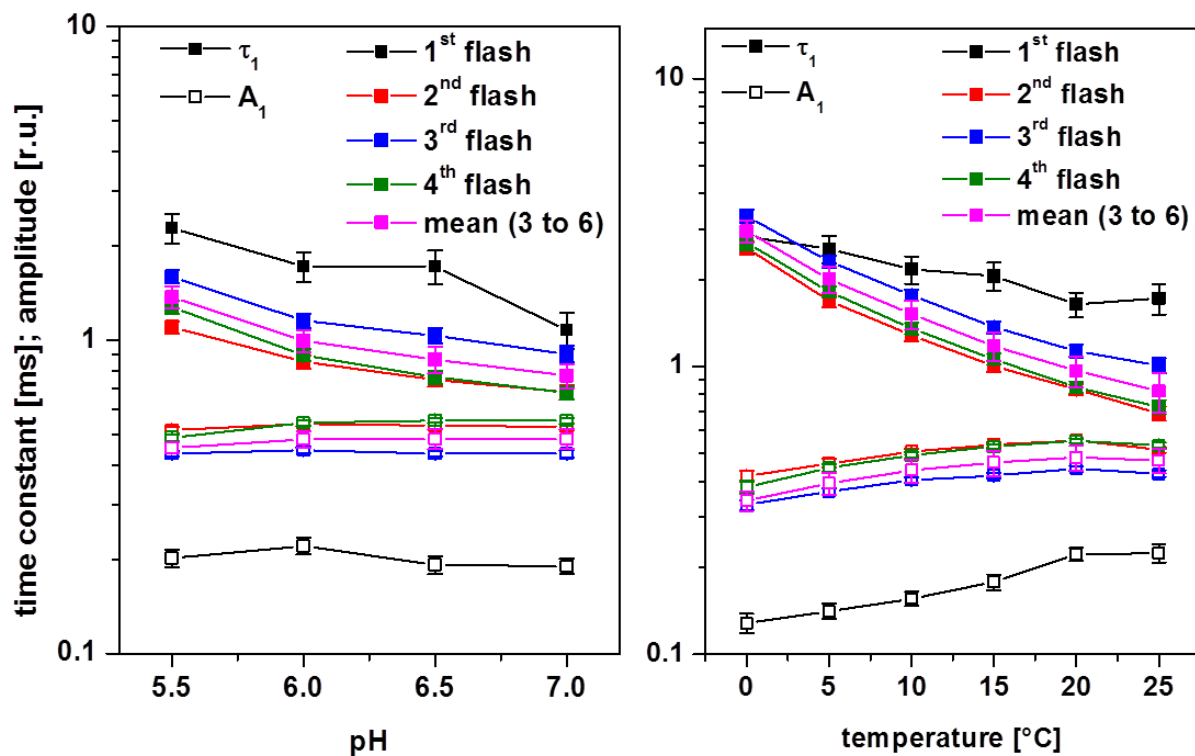 time constant [ms]; amplitude [r.u.]
10
1
0.1
τ₁
A₁
1ˢᵗ flash
2ⁿᵈ flash
3ʳᵈ flash
4ᵗʰ flash
mean (3 to 6)
5.5 6.0 6.5 7.0
pH
10
1
0.1
τ₁
A₁
1ˢᵗ flash
2ⁿᵈ flash
3ʳᵈ flash
4ᵗʰ flash
mean (3 to 6)
0 5 10 15 20 25
temperature [°C]